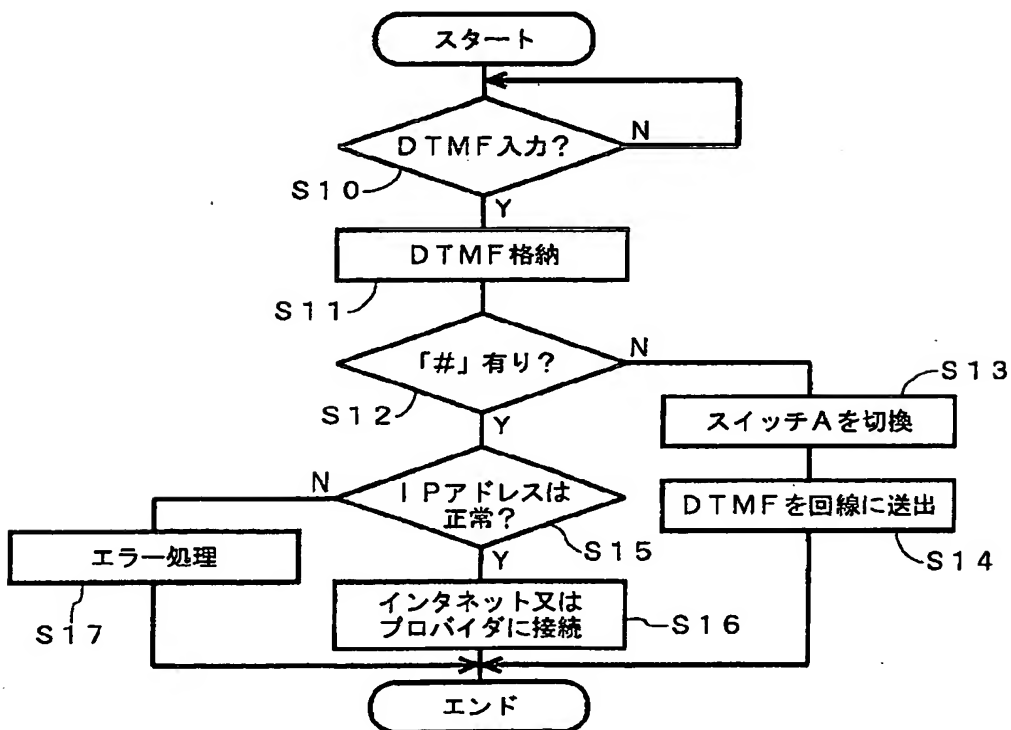 スタート
DTMF入力?
N
S10
Y
DTMF格納
S11
「#」有り?
N
S12
Y
S13
スイッチAを切換
IPアドレスは
正常?
N
S15
Y
DTMFを回線に送出
S14
エラー処理
S17
インタネット又は
プロバイダに接続
S16
エンド